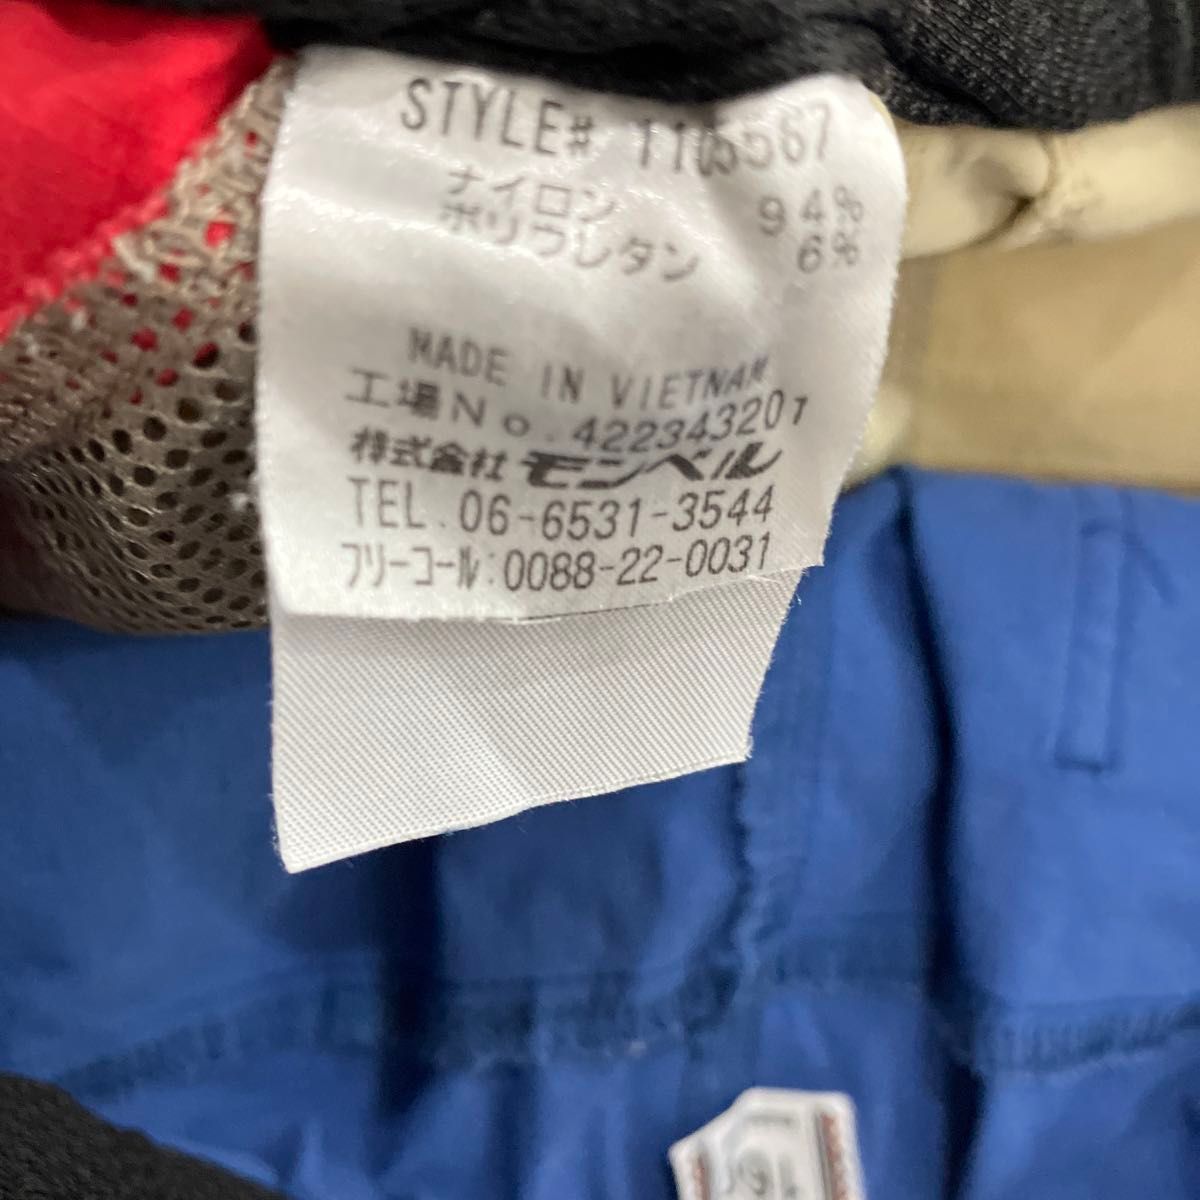 STYLE# 1105567
ナイロン 94%
ポリウレタン 6%
MADE IN VIETNAM
工場No. 422343207
株式会社 モンベル
TEL. 06-6531-3544
フリーコール:0088-22-0031
160